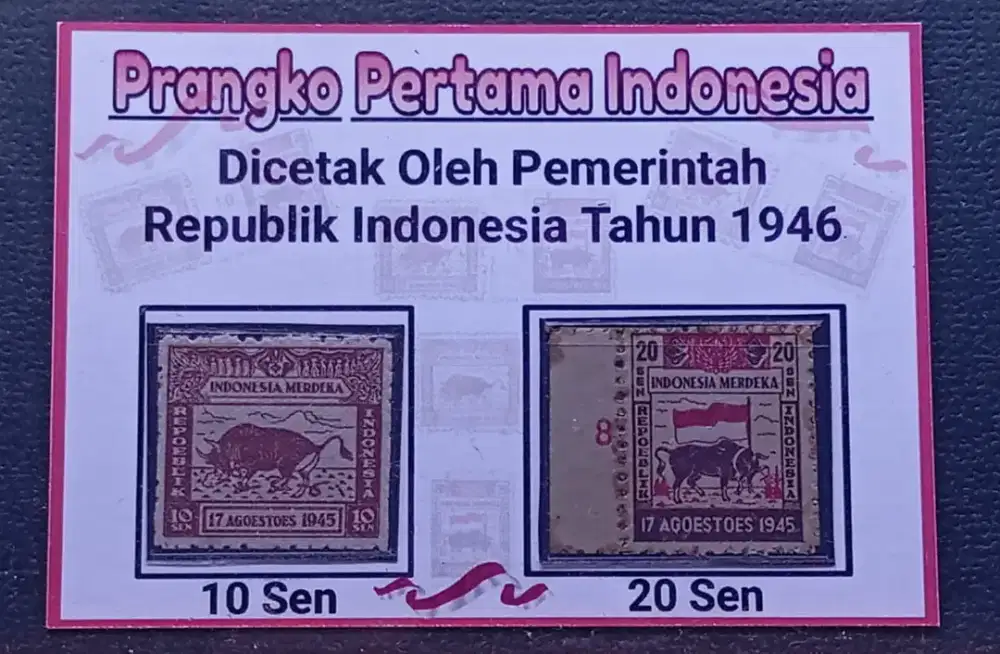 Prangko Pertama Indonesia
Dicetak Oleh Pemerintah
Republik Indonesia Tahun 1946
INDONESIA MERDEKA
REPOEBLIK
INDONESIA
10 SEN
17 AGOESTOES 1945
10 SEN
10 Sen
8
20 SEN
20 SEN
INDONESIA MERDEKA
REPOEBLIK
INDONESIA
17 AGOESTOES 1945
20 Sen